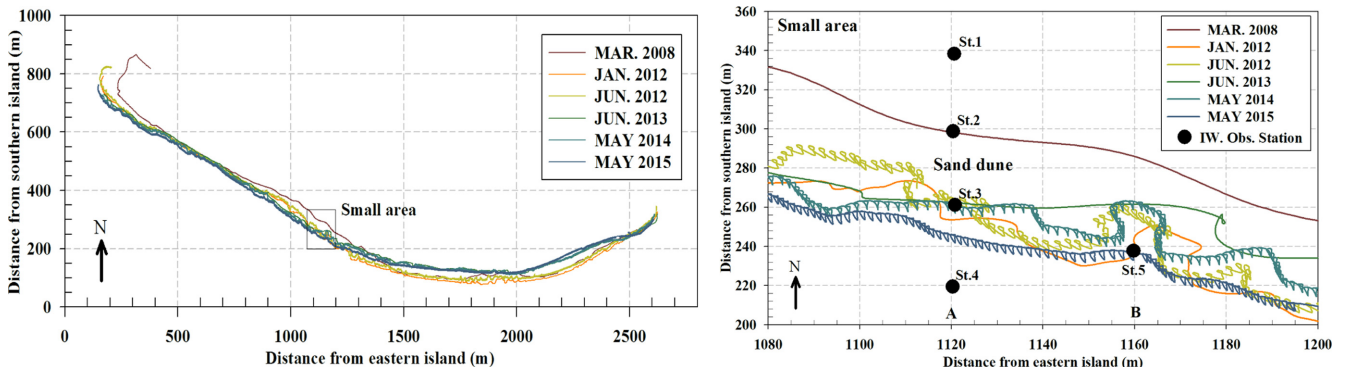 1000
800
600
400
200
0
Distance from southern island (m)
MAR. 2008
JAN. 2012
JUN. 2012
JUN. 2013
MAY 2014
MAY 2015
Small area
N
0
500
1000
1500
2000
2500
Distance from eastern island (m)
360
340
320
300
280
260
240
220
200
Distance from southern island (m)
Small area
MAR. 2008
JAN. 2012
JUN. 2012
JUN. 2013
MAY 2014
MAY 2015
IW. Obs. Station
St.1
St.2
Sand dune
St.3
St.5
St.4
N
A
B
1080
1100
1120
1140
1160
1180
1200
Distance from eastern island (m)